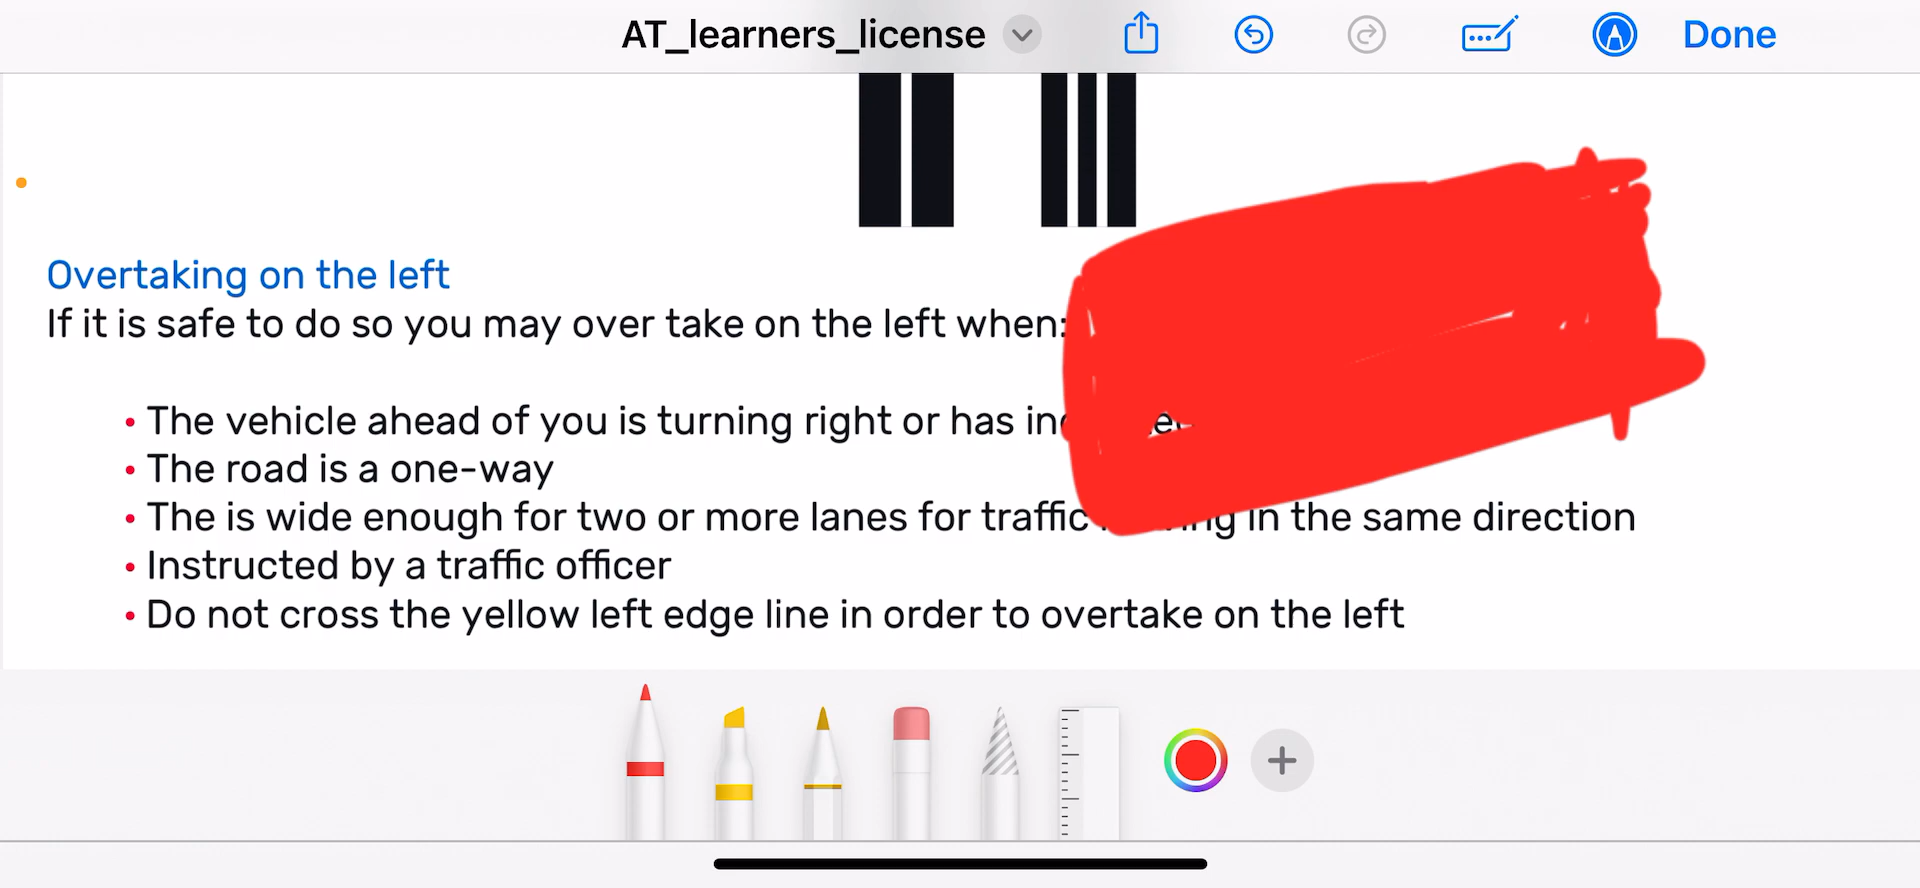 AT_learners_license
Done
Overtaking on the left
If it is safe to do so you may over take on the left when:
• The vehicle ahead of you is turning right or has
• The road is a one-way
• The is wide enough for two or more lanes for traffic in the same direction
• Instructed by a traffic officer
• Do not cross the yellow left edge line in order to overtake on the left